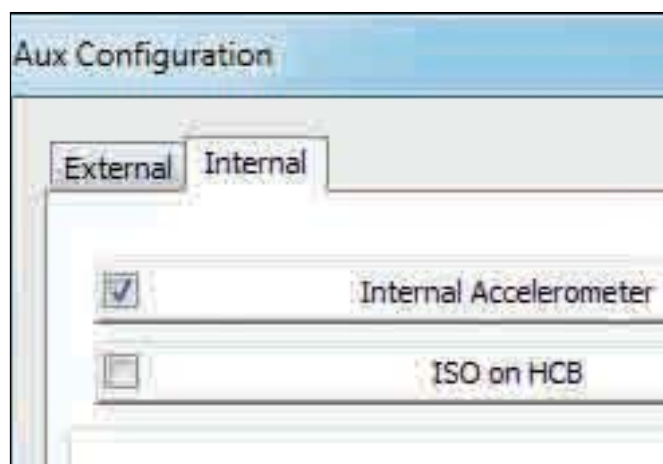 Aux Configuration
External Internal
Internal Accelerometer
ISO on HCB